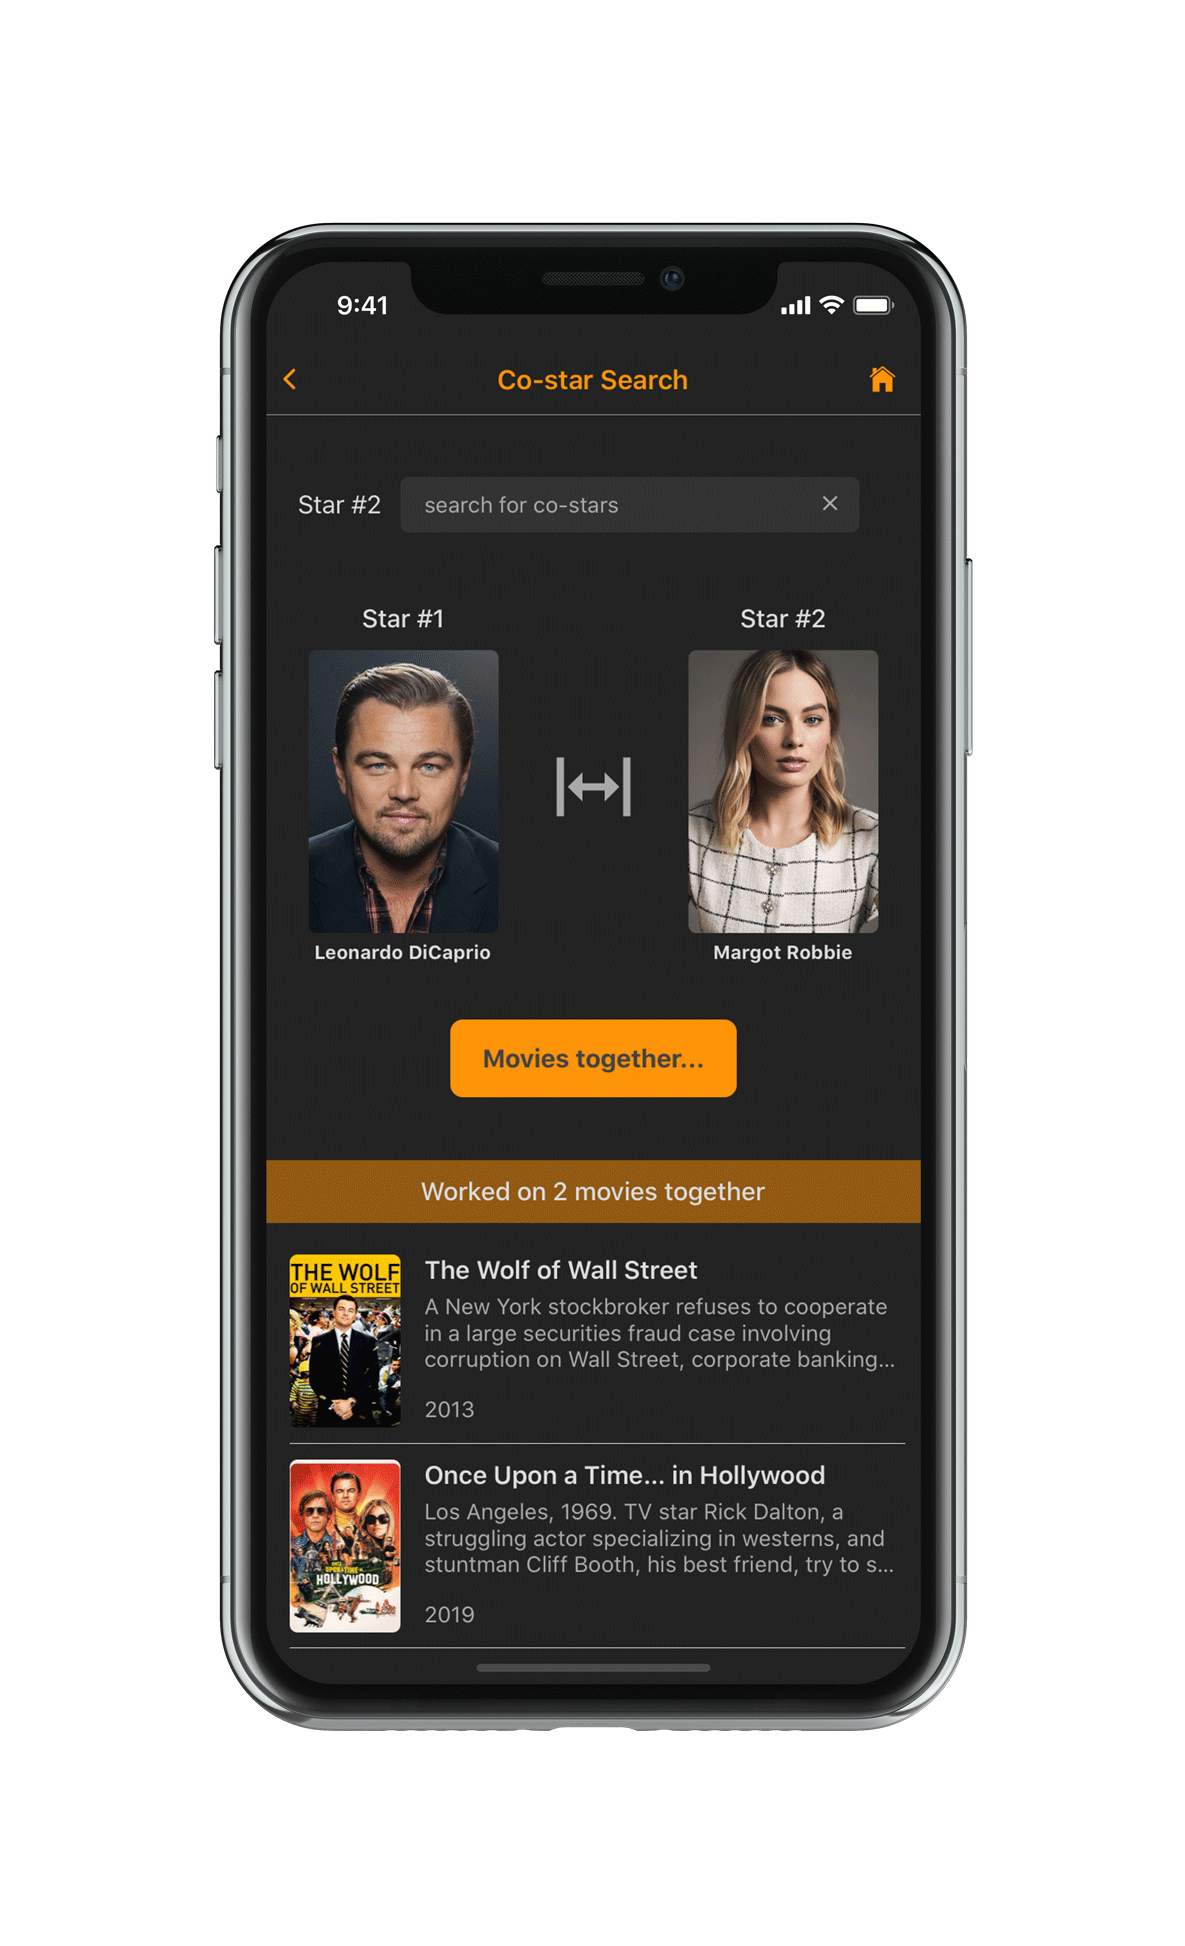 9:41
Co-star Search
Star #2
search for co-stars
Star #1
Star #2
Leonardo DiCaprio
Margot Robbie
Movies together...
Worked on 2 movies together
THE WOLF
OF WALL STREET
The Wolf of Wall Street
A New York stockbroker refuses to cooperate
in a large securities fraud case involving
corruption on Wall Street, corporate banking...
2013
ONCE
UPON A TIME IN
HOLLYWOOD
Once Upon a Time... in Hollywood
Los Angeles, 1969. TV star Rick Dalton, a
struggling actor specializing in westerns, and
stuntman Cliff Booth, his best friend, try to s...
2019